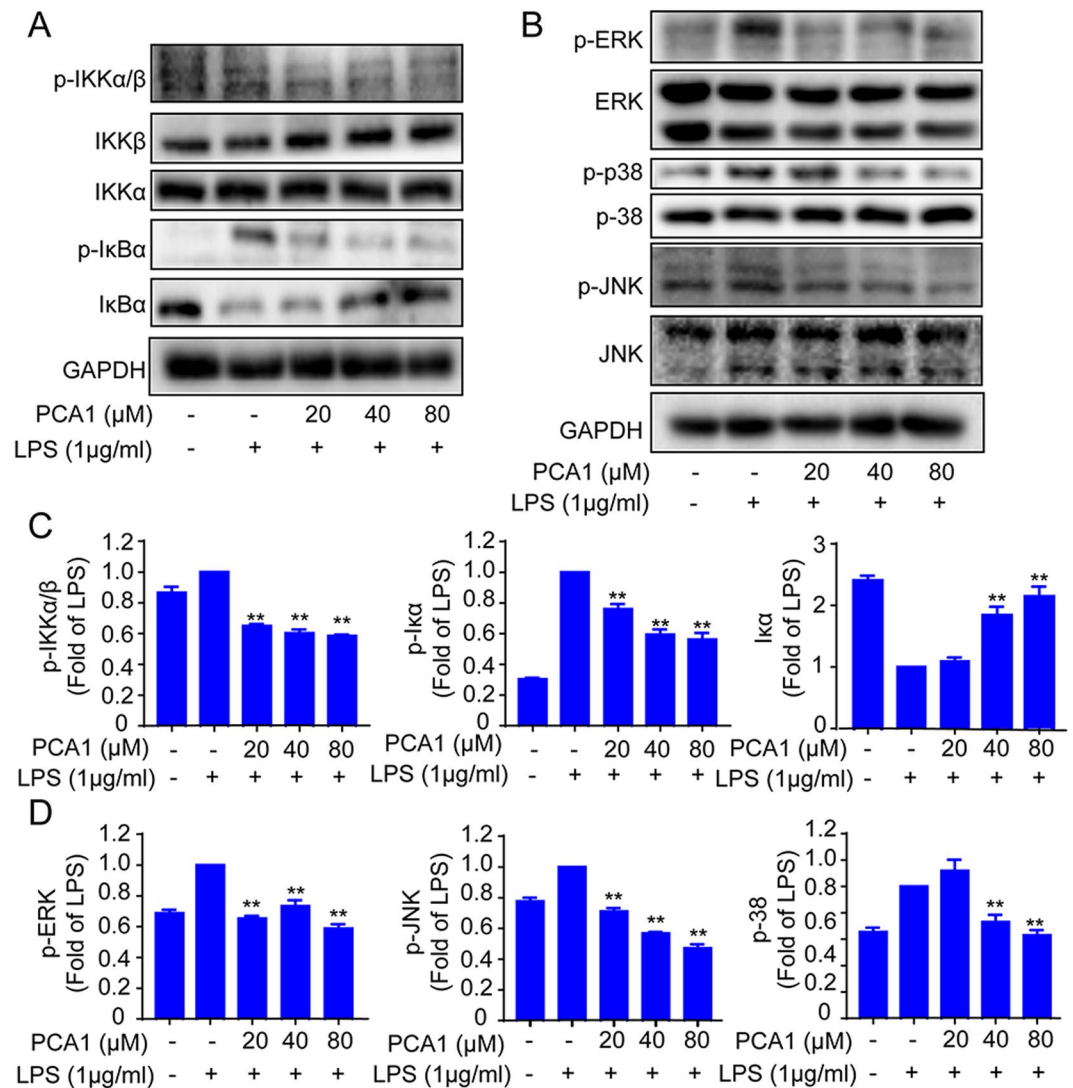 A
p-IKKα/β
IKKβ
IKKα
p-IκBα
IκBα
GAPDH
PCA1 (μM) - - 20 40 80
LPS (1μg/ml) - + + + +
B
p-ERK
ERK
p-p38
p-38
p-JNK
JNK
GAPDH
PCA1 (μM) - - 20 40 80
LPS (1μg/ml) - + + + +
C
p-IKKα/β
(Fold of LPS)
1.2
1.0
0.8
0.6
0.4
0.2
0
** ** **
PCA1 (μM) - - 20 40 80
LPS (1μg/ml) - + + + +
p-Iκα
(Fold of LPS)
1.2
1.0
0.8
0.6
0.4
0.2
0
** ** **
PCA1 (μM) - - 20 40 80
LPS (1μg/ml) - + + + +
Iκα
(Fold of LPS)
3
2
1
0
** **
PCA1 (μM) - - 20 40 80
LPS (1μg/ml) - + + + +
D
p-ERK
(Fold of LPS)
1.2
1.0
0.8
0.6
0.4
0.2
0
** ** **
PCA1 (μM) - - 20 40 80
LPS (1μg/ml) - + + + +
p-JNK
(Fold of LPS)
1.2
1.0
0.8
0.6
0.4
0.2
0
** ** **
PCA1 (μM) - - 20 40 80
LPS (1μg/ml) - + + + +
p-38
(Fold of LPS)
1.2
1.0
0.8
0.6
0.4
0.2
0
** **
PCA1 (μM) - - 20 40 80
LPS (1μg/ml) - + + + +